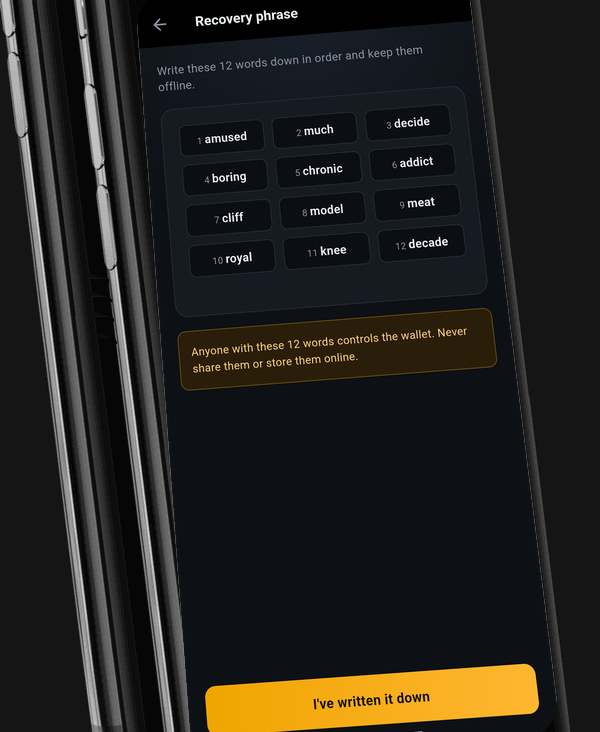 Recovery phrase
Write these 12 words down in order and keep them
offline.
1 amused 2 much 3 decide
4 boring 5 chronic 6 addict
7 cliff 8 model 9 meat
10 royal 11 knee 12 decade
Anyone with these 12 words controls the wallet. Never
share them or store them online.
I've written it down